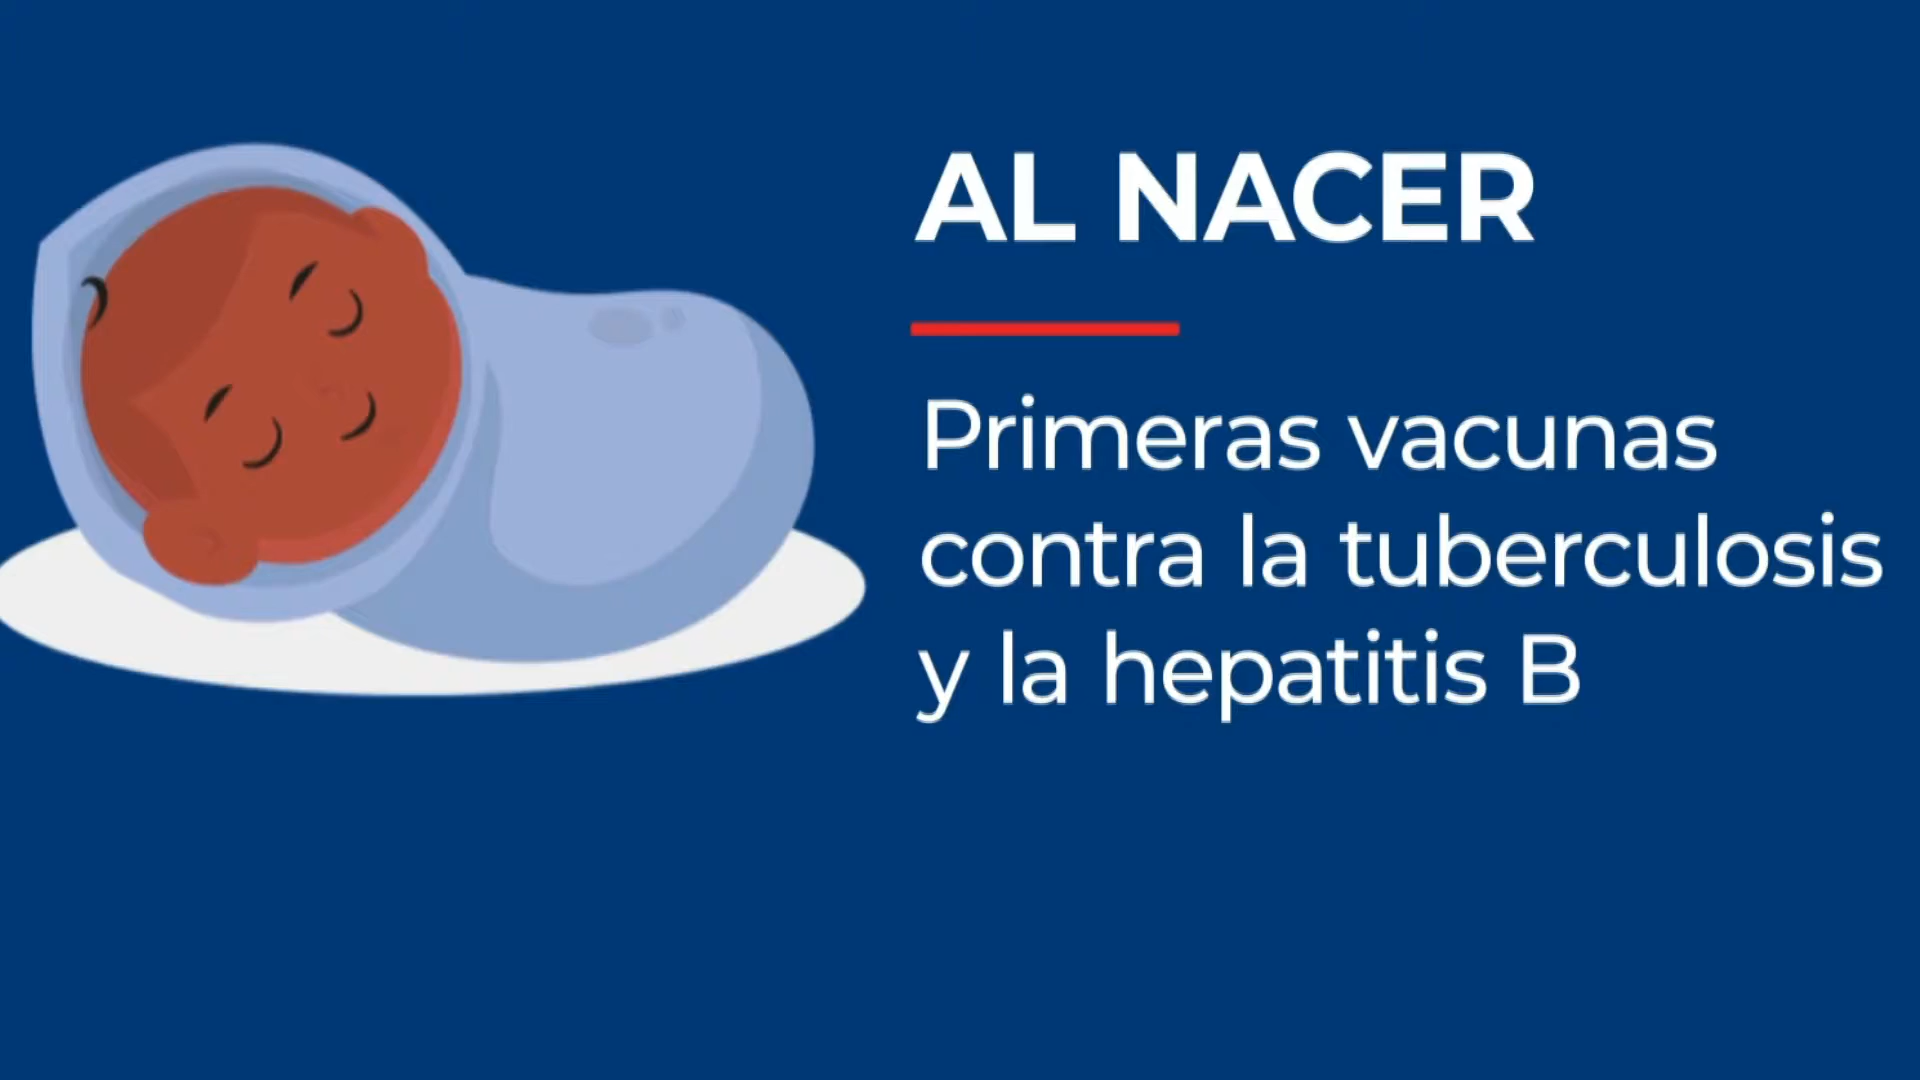 AL NACER
Primeras vacunas
contra la tuberculosis
y la hepatitis B